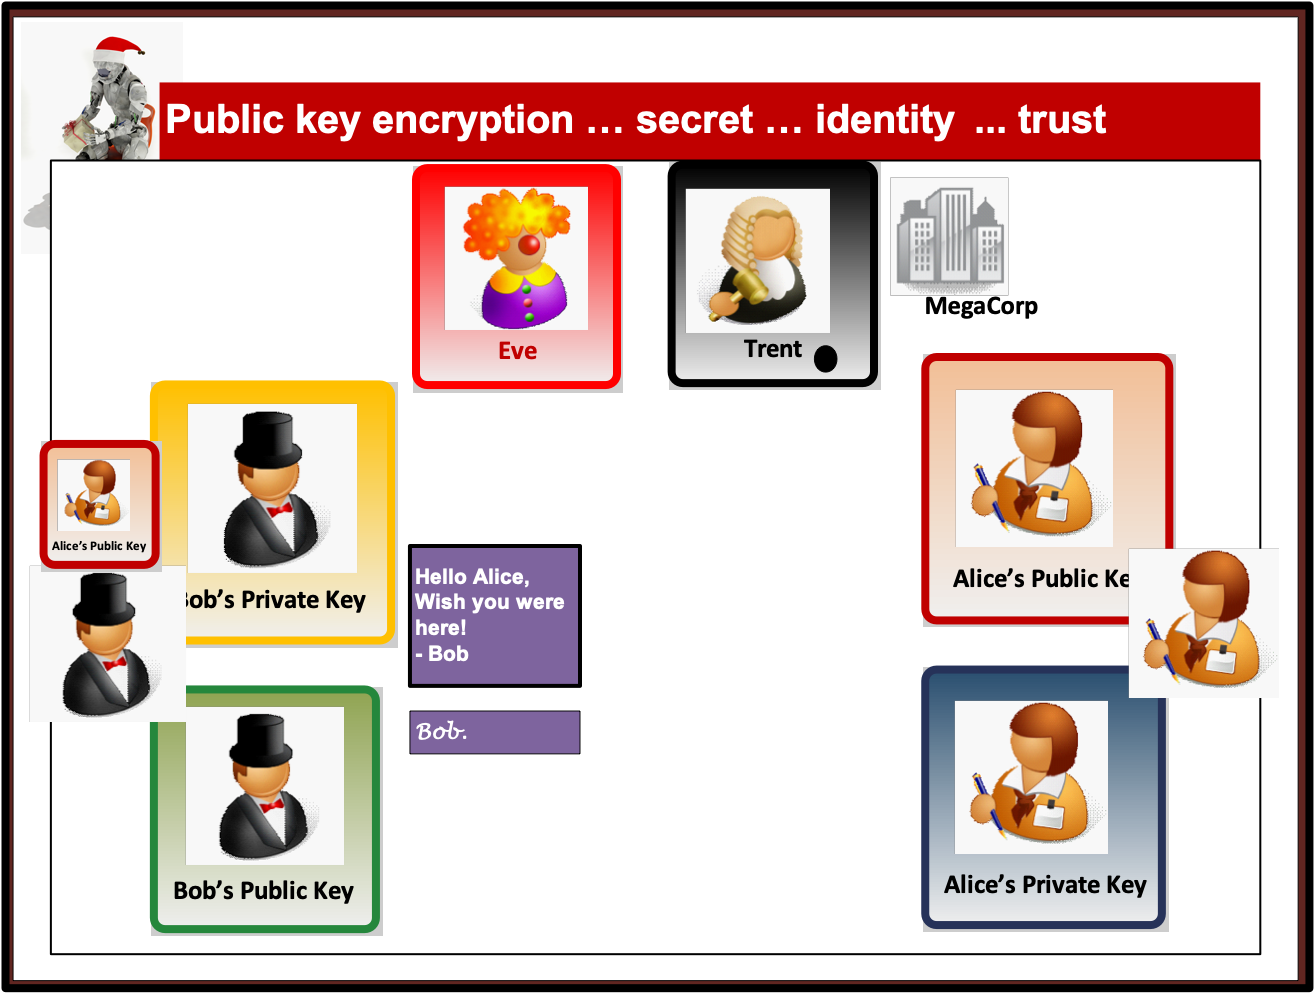 Public key encryption … secret … identity ... trust
Eve
Trent
MegaCorp
Alice's Public Key
Bob's Private Key
Hello Alice,
Wish you were
here!
- Bob
Bob.
Alice's Public Ke
Bob's Public Key
Alice's Private Key